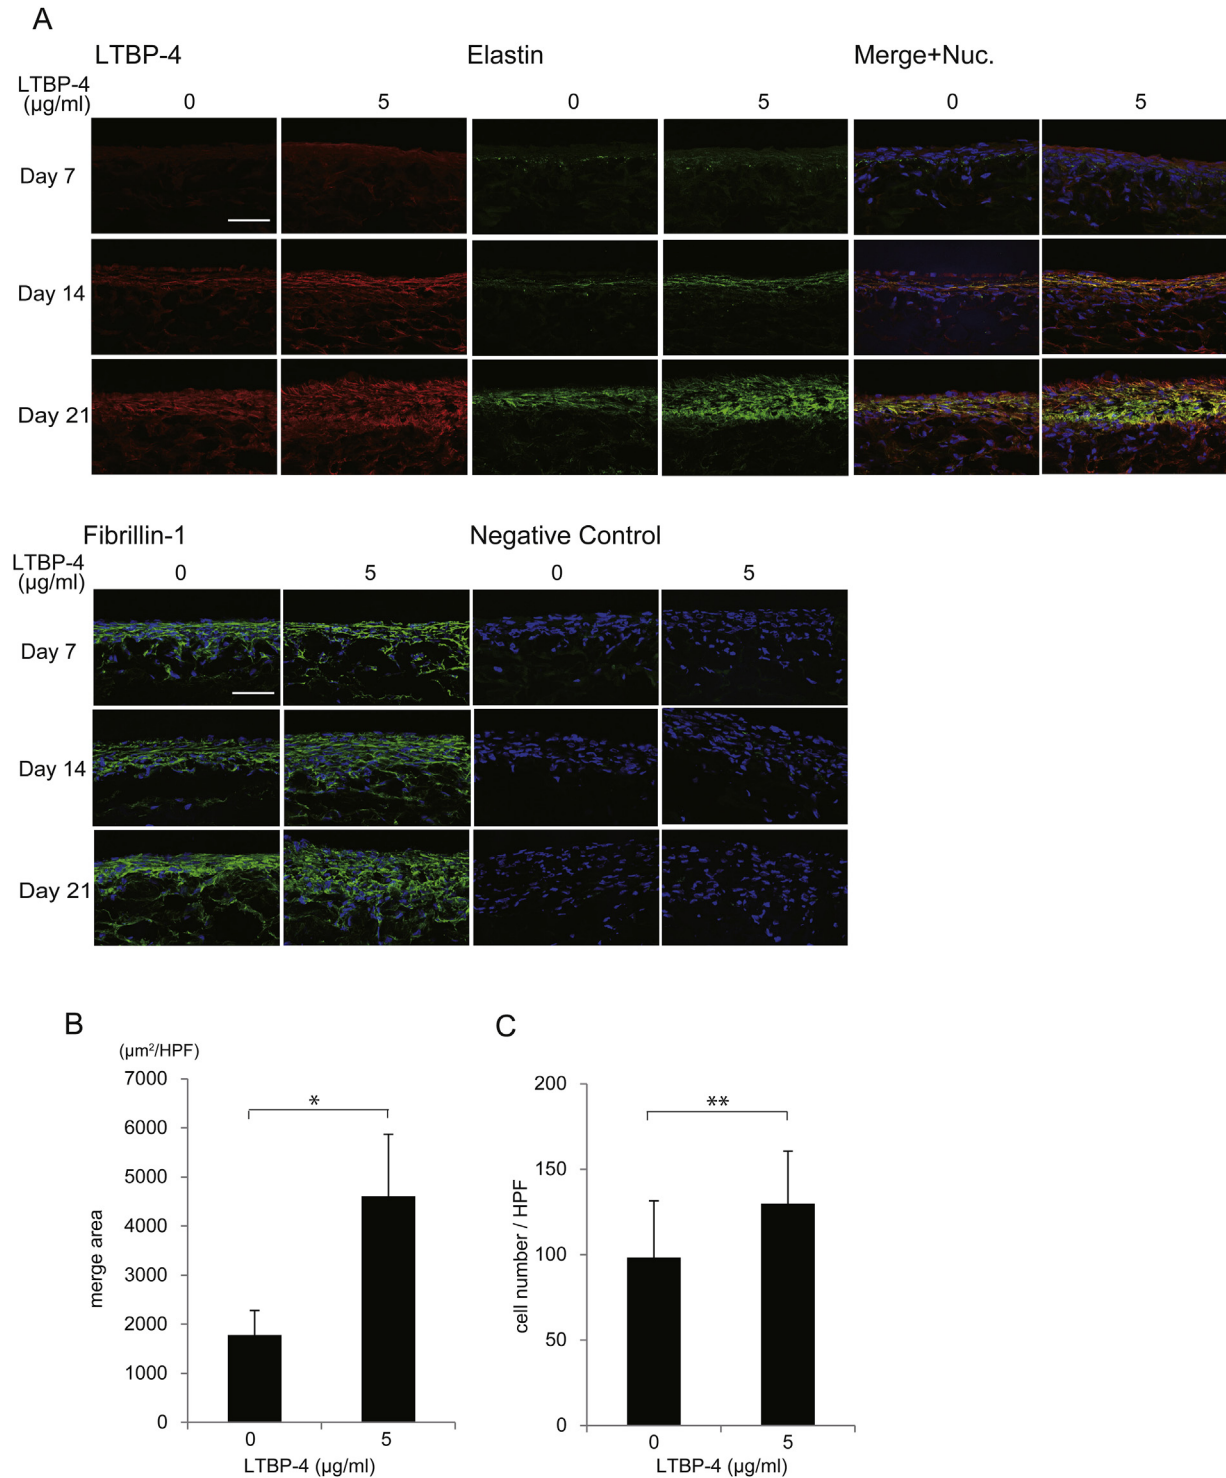 A
LTBP-4 Elastin Merge+Nuc.
LTBP-4
(µg/ml) 0 5 0 5 0 5
Day 7
Day 14
Day 21
Fibrillin-1 Negative Control
LTBP-4
(µg/ml) 0 5 0 5
Day 7
Day 14
Day 21
B
(µm²/HPF)
7000
6000
5000
4000
3000
2000
1000
0
merge area
*
0 5
LTBP-4 (µg/ml)
C
200
150
100
50
0
cell number / HPF
**
0 5
LTBP-4 (µg/ml)